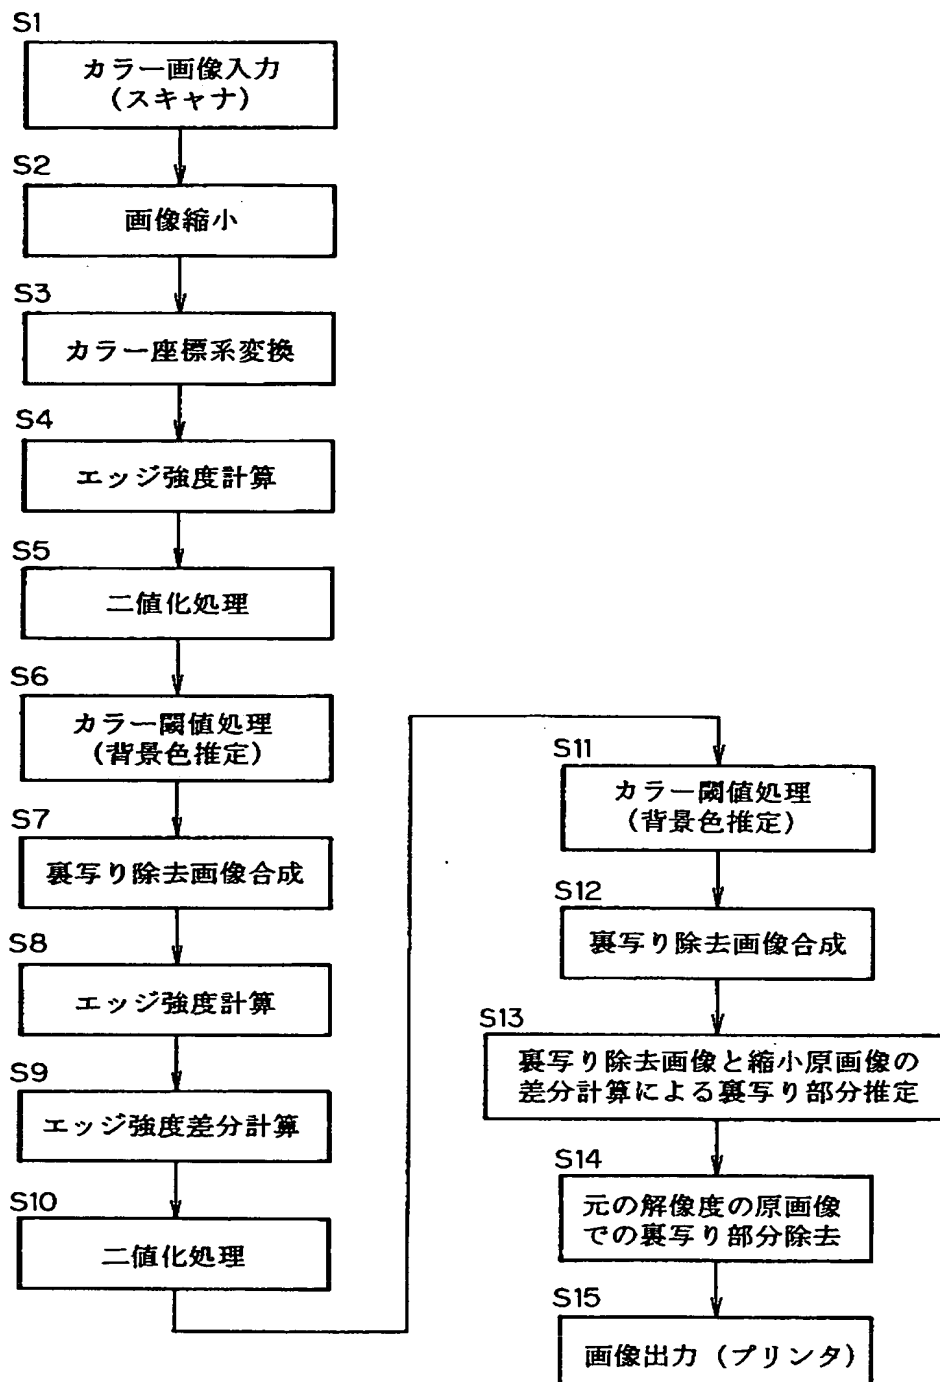 S1
カラー画像入力
(スキャナ)
S2
画像縮小
S3
カラー座標系変換
S4
エッジ強度計算
S5
二値化処理
S6
カラー閾値処理
(背景色推定)
S7
裏写り除去画像合成
S8
エッジ強度計算
S9
エッジ強度差分計算
S10
二値化処理
S11
カラー閾値処理
(背景色推定)
S12
裏写り除去画像合成
S13
裏写り除去画像と縮小原画像の
差分計算による裏写り部分推定
S14
元の解像度の原画像
での裏写り部分除去
S15
画像出力 (プリンタ)